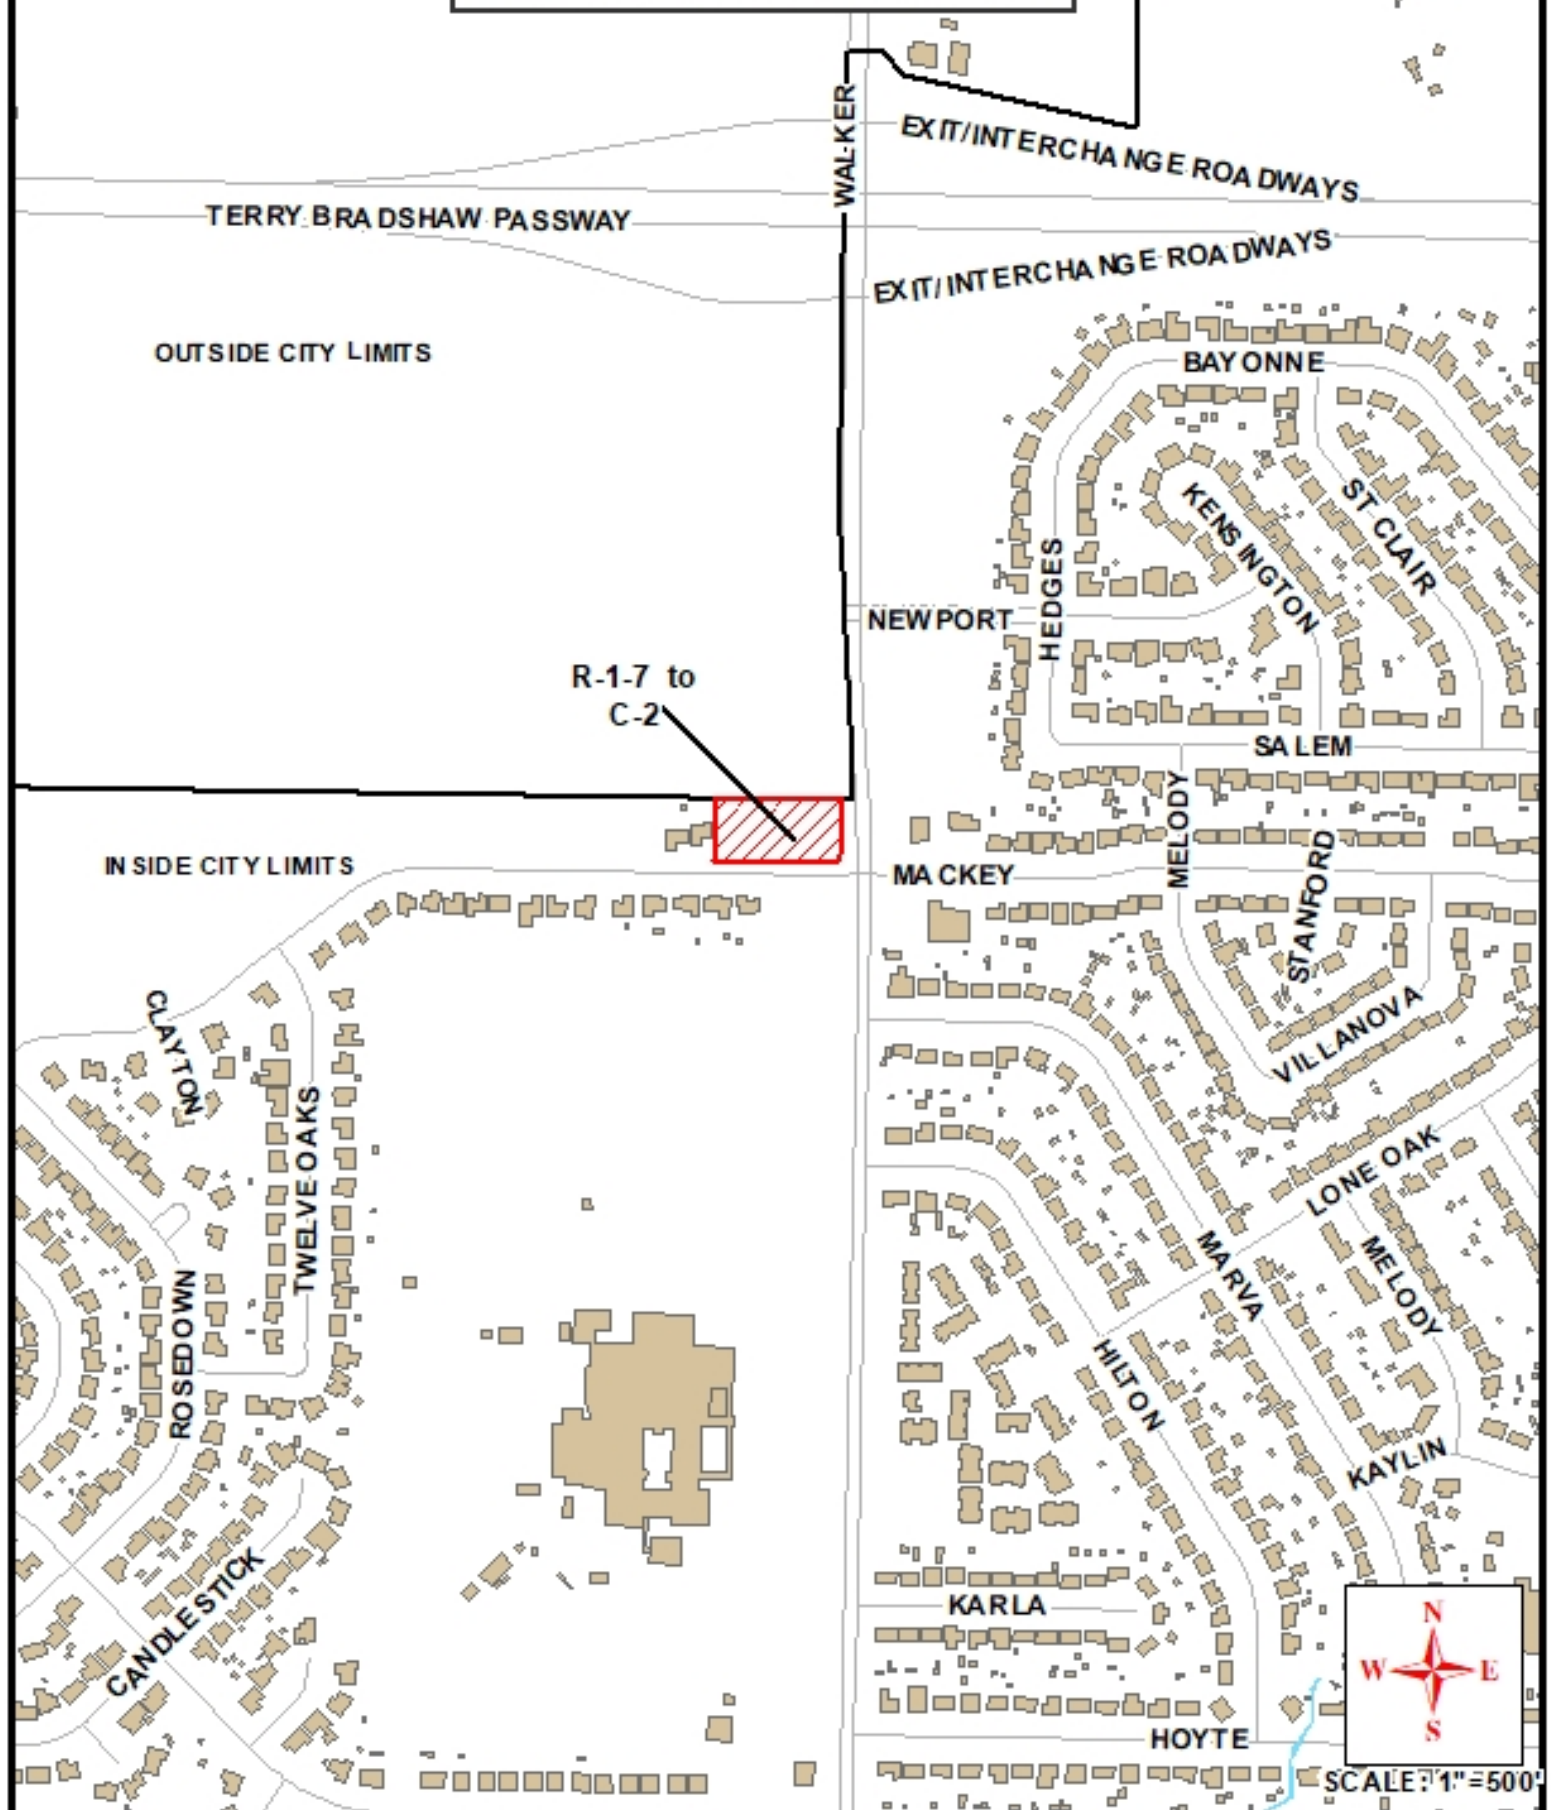 WALKER
EXIT/INTERCHANGE ROADWAYS
TERRY BRADSHAW PASSWAY
EXIT/INTERCHANGE ROADWAYS
OUTSIDE CITY LIMITS
BAYONNE
ST CLAIR
KENSINGTON
HEDGES
NEWPORT
R-1-7 to
C-2
SALEM
MELODY
STANFORD
INSIDE CITY LIMITS
MACKEY
CLAYTON
VILLANOVA
TWELVE OAKS
LONE OAK
MARVA
MELODY
ROSEDOWN
HILTON
KAYLIN
CANDLESTICK
KARLA
N
W E
S
HOYTE
SCALE: 1"=500'